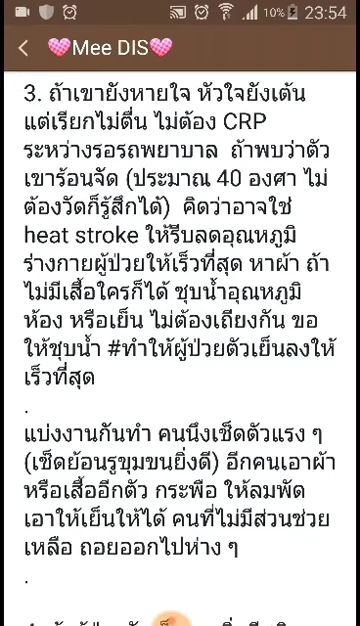 10% 23:54
Mee DIS
3. ถ้าเขายังหายใจ หัวใจยังเต้น
แต่เรียกไม่ตื่น ไม่ต้อง CRP
ระหว่างรอรถพยาบาล ถ้าพบว่าตัว
เขาร้อนจัด (ประมาณ 40 องศา ไม่
ต้องวัดก็รู้สึกได้) คิดว่าอาจใช่
heat stroke ให้รีบลดอุณหภูมิ
ร่างกายผู้ป่วยให้เร็วที่สุด หาผ้า ถ้า
ไม่มีเสื้อใครก็ได้ ชุบน้ำอุณหภูมิ
ห้อง หรือเย็น ไม่ต้องเถียงกัน ขอ
ให้ชุบน้ำ #ทำให้ผู้ป่วยตัวเย็นลงให้
เร็วที่สุด
.
แบ่งงานกันทำ คนนึงเช็ดตัวแรง ๆ
(เช็ดย้อนรูขุมขนยิ่งดี) อีกคนเอาผ้า
หรือเสื้ออีกตัว กระพือ ให้ลมพัด
เอาให้เย็นให้ได้ คนที่ไม่มีส่วนช่วย
เหลือ ถอยออกไปห่าง ๆ
.